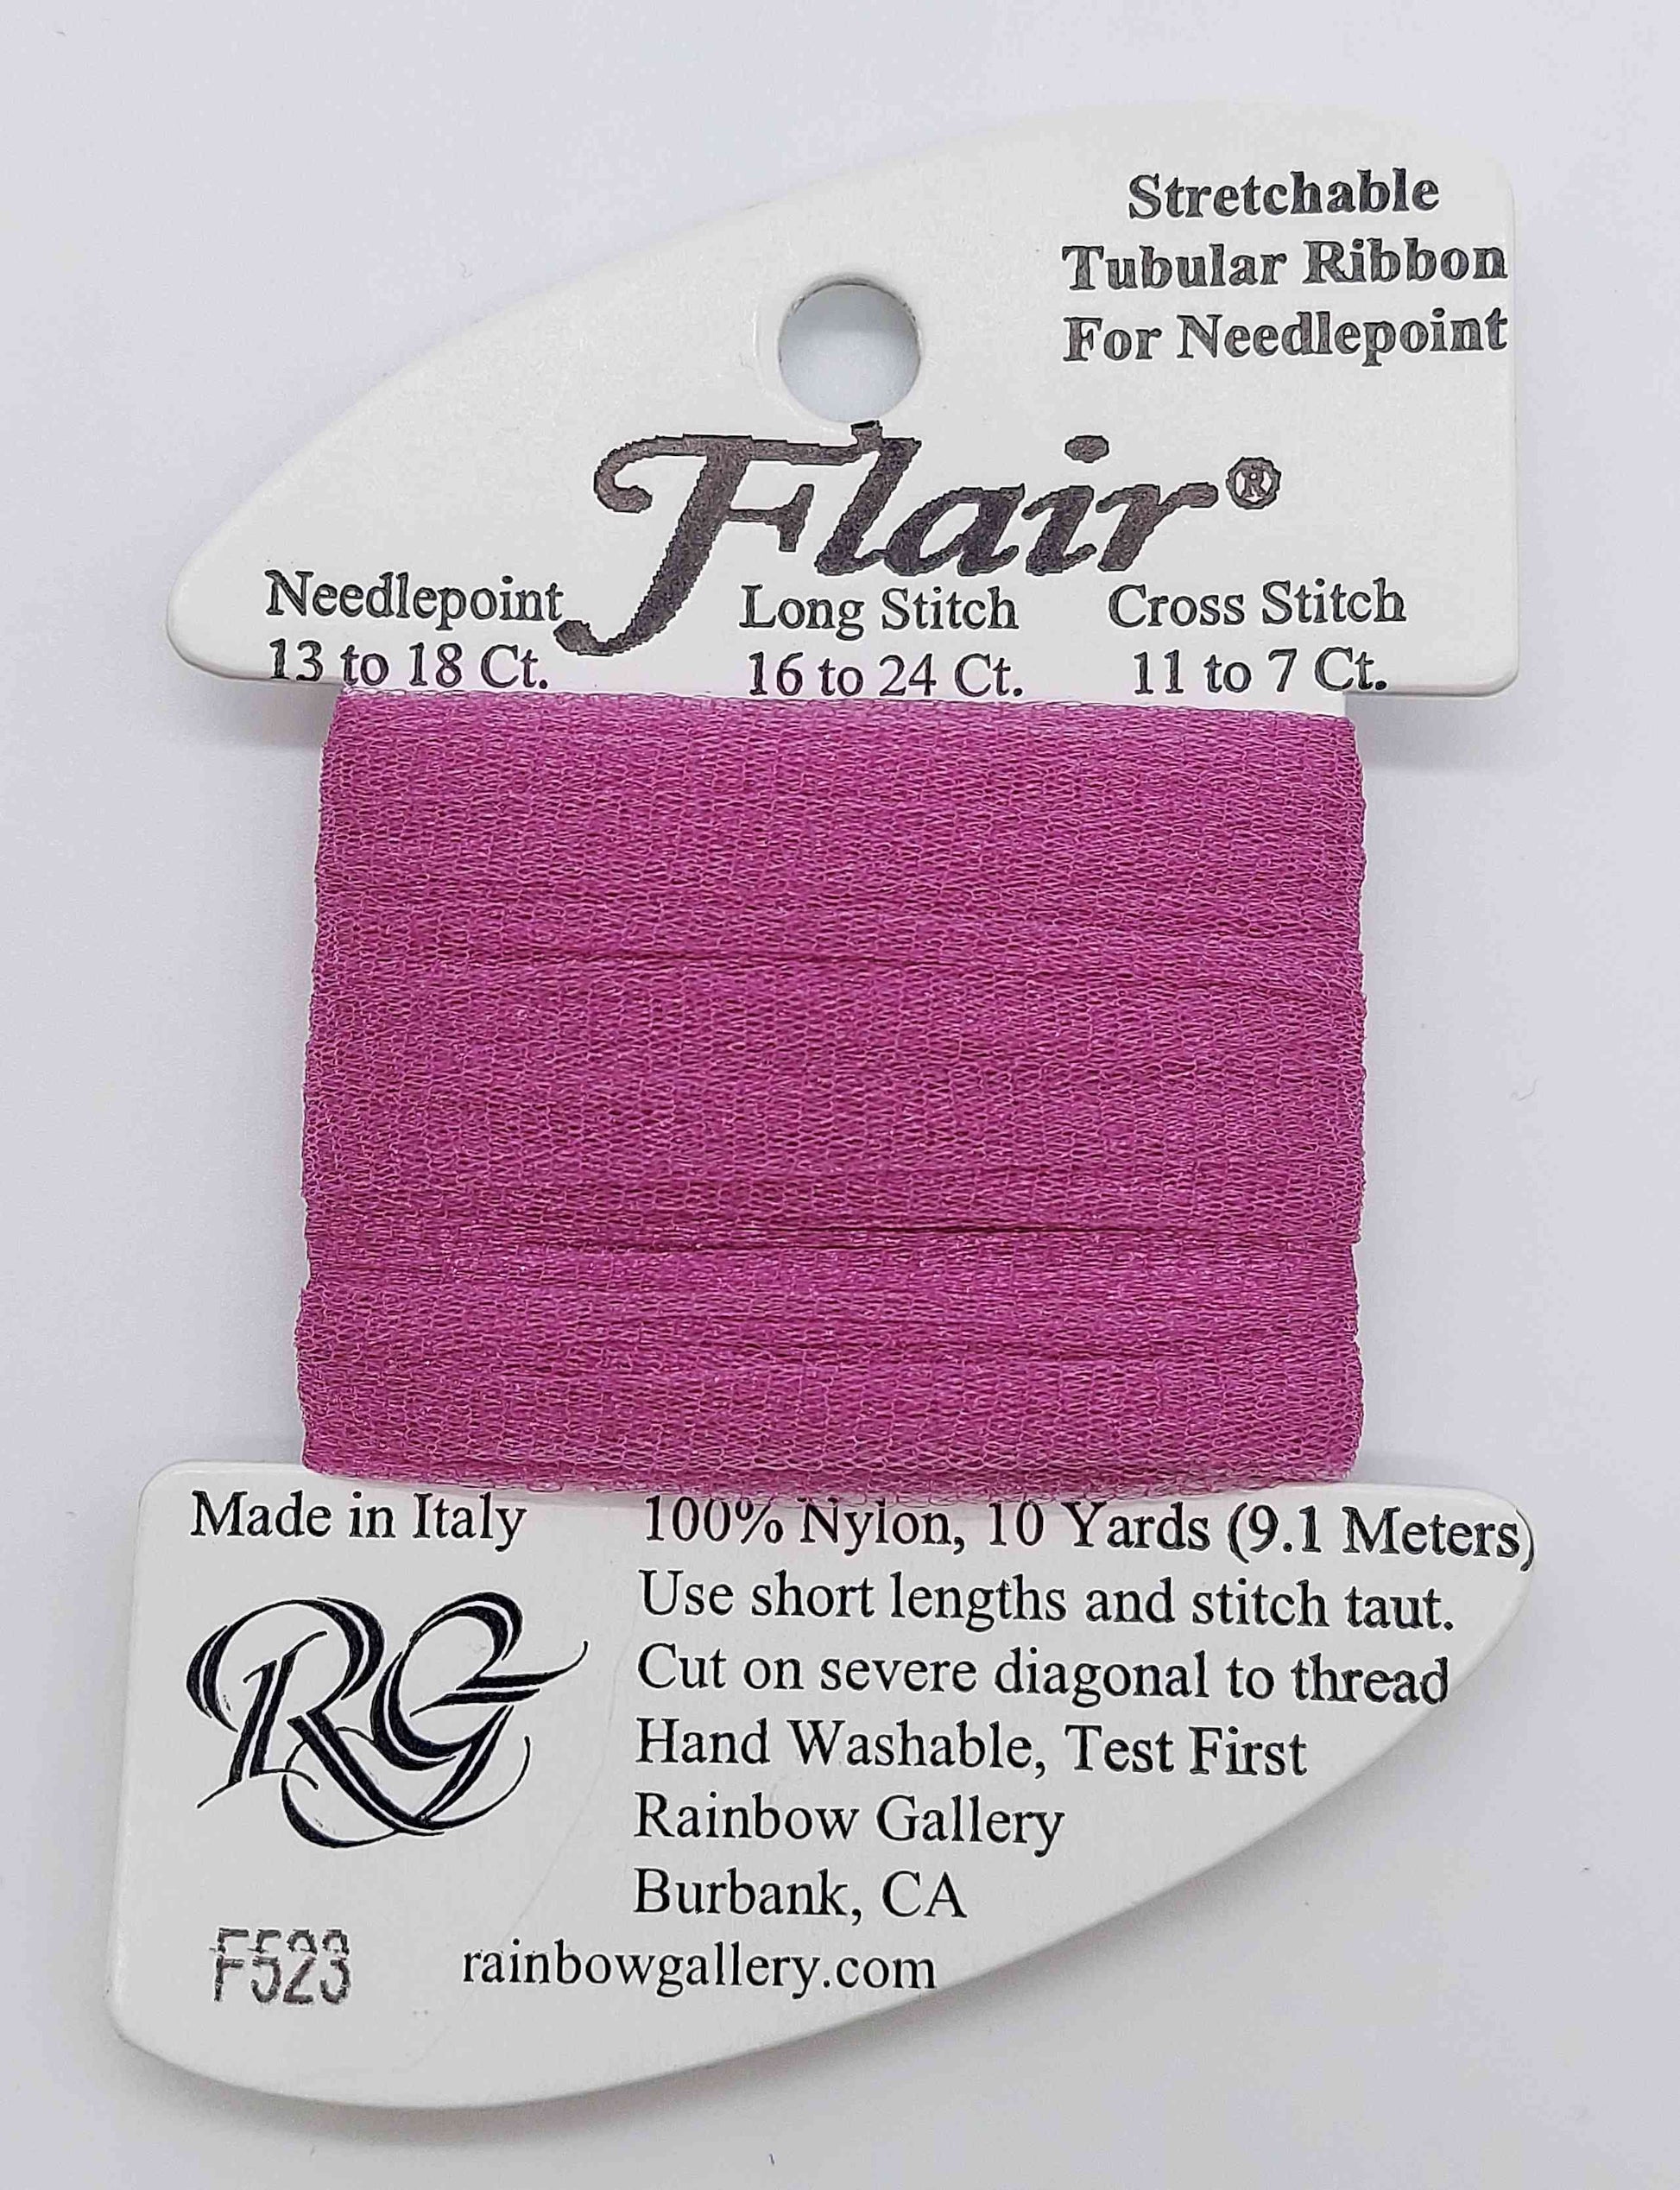 Stretchable
Tubular Ribbon
For Needlepoint
Flair®
Needlepoint
13 to 18 Ct.
Long Stitch
16 to 24 Ct.
Cross Stitch
11 to 7 Ct.
Made in Italy
100% Nylon, 10 Yards (9.1 Meters)
Use short lengths and stitch taut.
Cut on severe diagonal to thread
Hand Washable, Test First
Rainbow Gallery
Burbank, CA
rainbowgallery.com
RG
F523